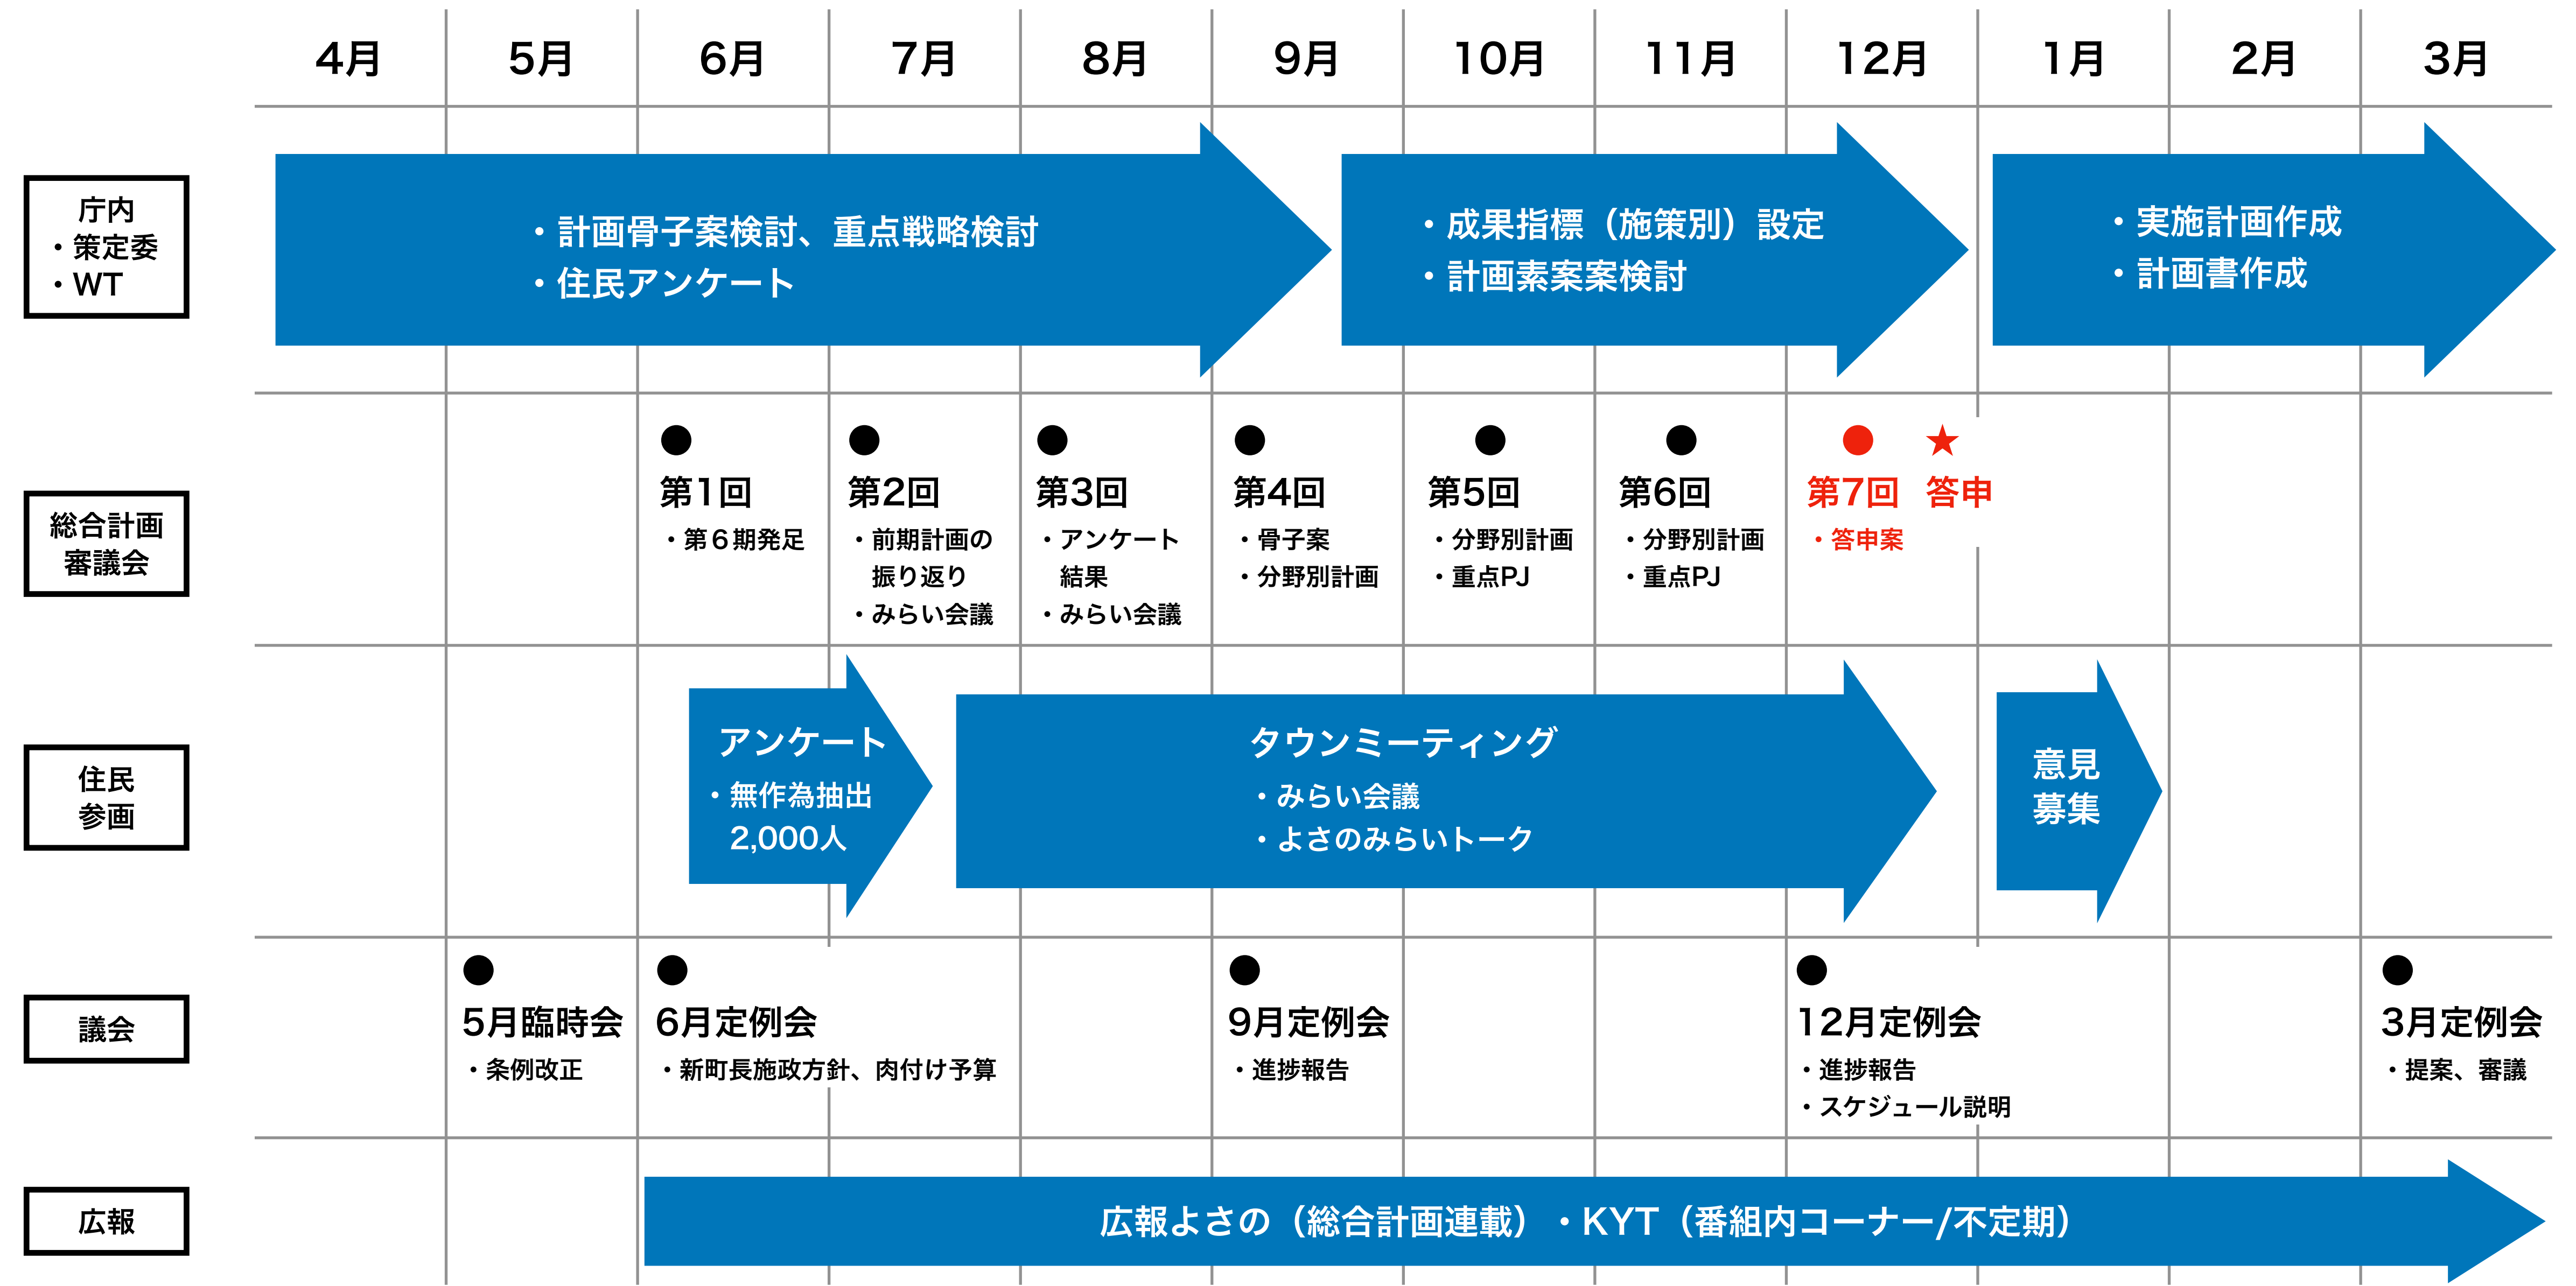 4月
5月
6月
7月
8月
9月
10月
11月
12月
1月
2月
3月
庁内
・策定委
・WT
・計画骨子案検討、重点戦略検討
・住民アンケート
・成果指標（施策別）設定
・計画素案案検討
・実施計画作成
・計画書作成
総合計画
審議会
第1回
・第６期発足
第2回
・前期計画の
振り返り
・みらい会議
第3回
・アンケート
結果
・みらい会議
第4回
・骨子案
・分野別計画
第5回
・分野別計画
・重点PJ
第6回
・分野別計画
・重点PJ
第7回
・答申案
★
答申
住民
参画
アンケート
・無作為抽出
2,000人
タウンミーティング
・みらい会議
・よさのみらいトーク
意見
募集
議会
5月臨時会
・条例改正
6月定例会
・新町長施政方針、肉付け予算
9月定例会
・進捗報告
12月定例会
・進捗報告
・スケジュール説明
3月定例会
・提案、審議
広報
広報よさの（総合計画連載）・KYT（番組内コーナー/不定期）